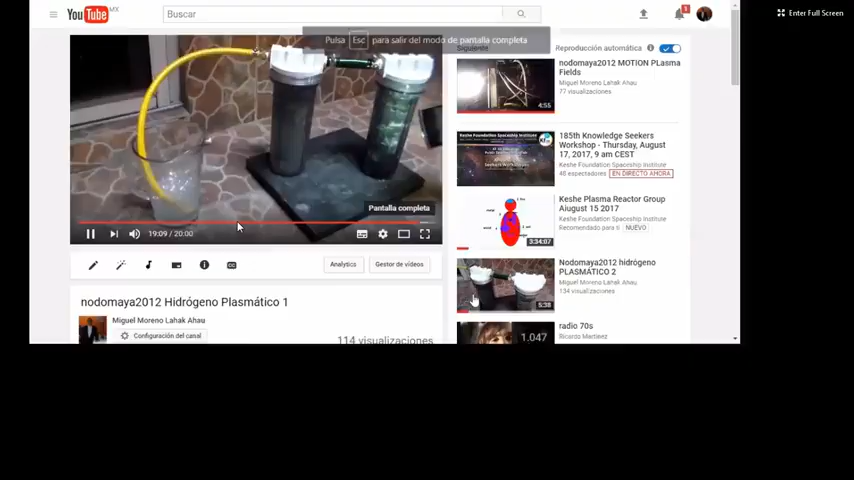 Enter Full Screen
YouTube MX
Buscar
1
Pulsa Esc para salir del modo de pantalla completa
Siguiente
Reproducción automática
nodomaya2012 MOTION PLasma
Fields
Miguel Moreno Lahak Ahau
77 visualizaciones
4:55
185th Knowledge Seekers
Workshop - Thursday, August
17, 2017, 9 am CEST
Keshe Foundation Spaceship Institute
48 espectadores EN DIRECTO AHORA
Keshe Plasma Reactor Group
Aiugust 15 2017
Keshe Foundation Spaceship Institute
Recomendado para ti NUEVO
3:34:07
Nodomaya2012 hidrógeno
PLASMÁTICO 2
Miguel Moreno Lahak Ahau
134 visualizaciones
5:38
radio 70s
Ricardo Martinez
Pantalla completa
19:09 / 20:00
Analytics
Gestor de vídeos
nodomaya2012 Hidrógeno Plasmático 1
Miguel Moreno Lahak Ahau
Configuración del canal
114 visualizaciones
1.047